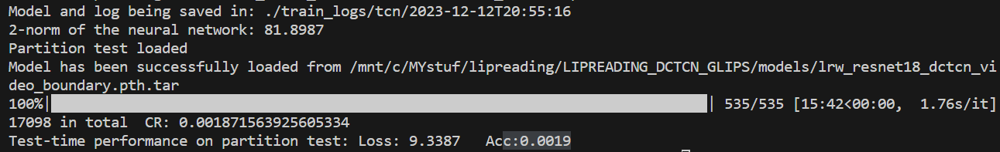 Model and log being saved in: ./train_logs/tcn/2023-12-12T20:55:16
2-norm of the neural network: 81.8987
Partition test loaded
Model has been successfully loaded from /mnt/c/MYstuf/lipreading/LIPREADING_DCTCN_GLIPS/models/lrw_resnet18_dctcn_vi
deo_boundary.pth.tar
100%|██████████| 535/535 [15:42<00:00,  1.76s/it]
17098 in total  CR: 0.001871563925605334
Test-time performance on partition test: Loss: 9.3387   Acc:0.0019